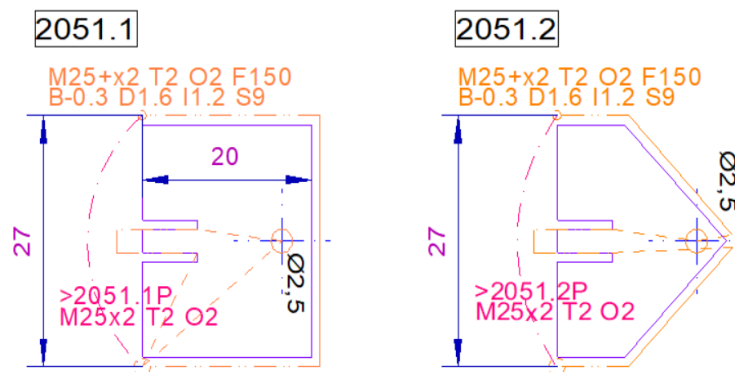 2051.1
M25+x2 T2 O2 F150
B-0.3 D1.6 I1.2 S9
20
27
Ø2,5
>2051.1P
M25x2 T2 O2
2051.2
M25+x2 T2 O2 F150
B-0.3 D1.6 I1.2 S9
Ø2,5
27
>2051.2P
M25x2 T2 O2